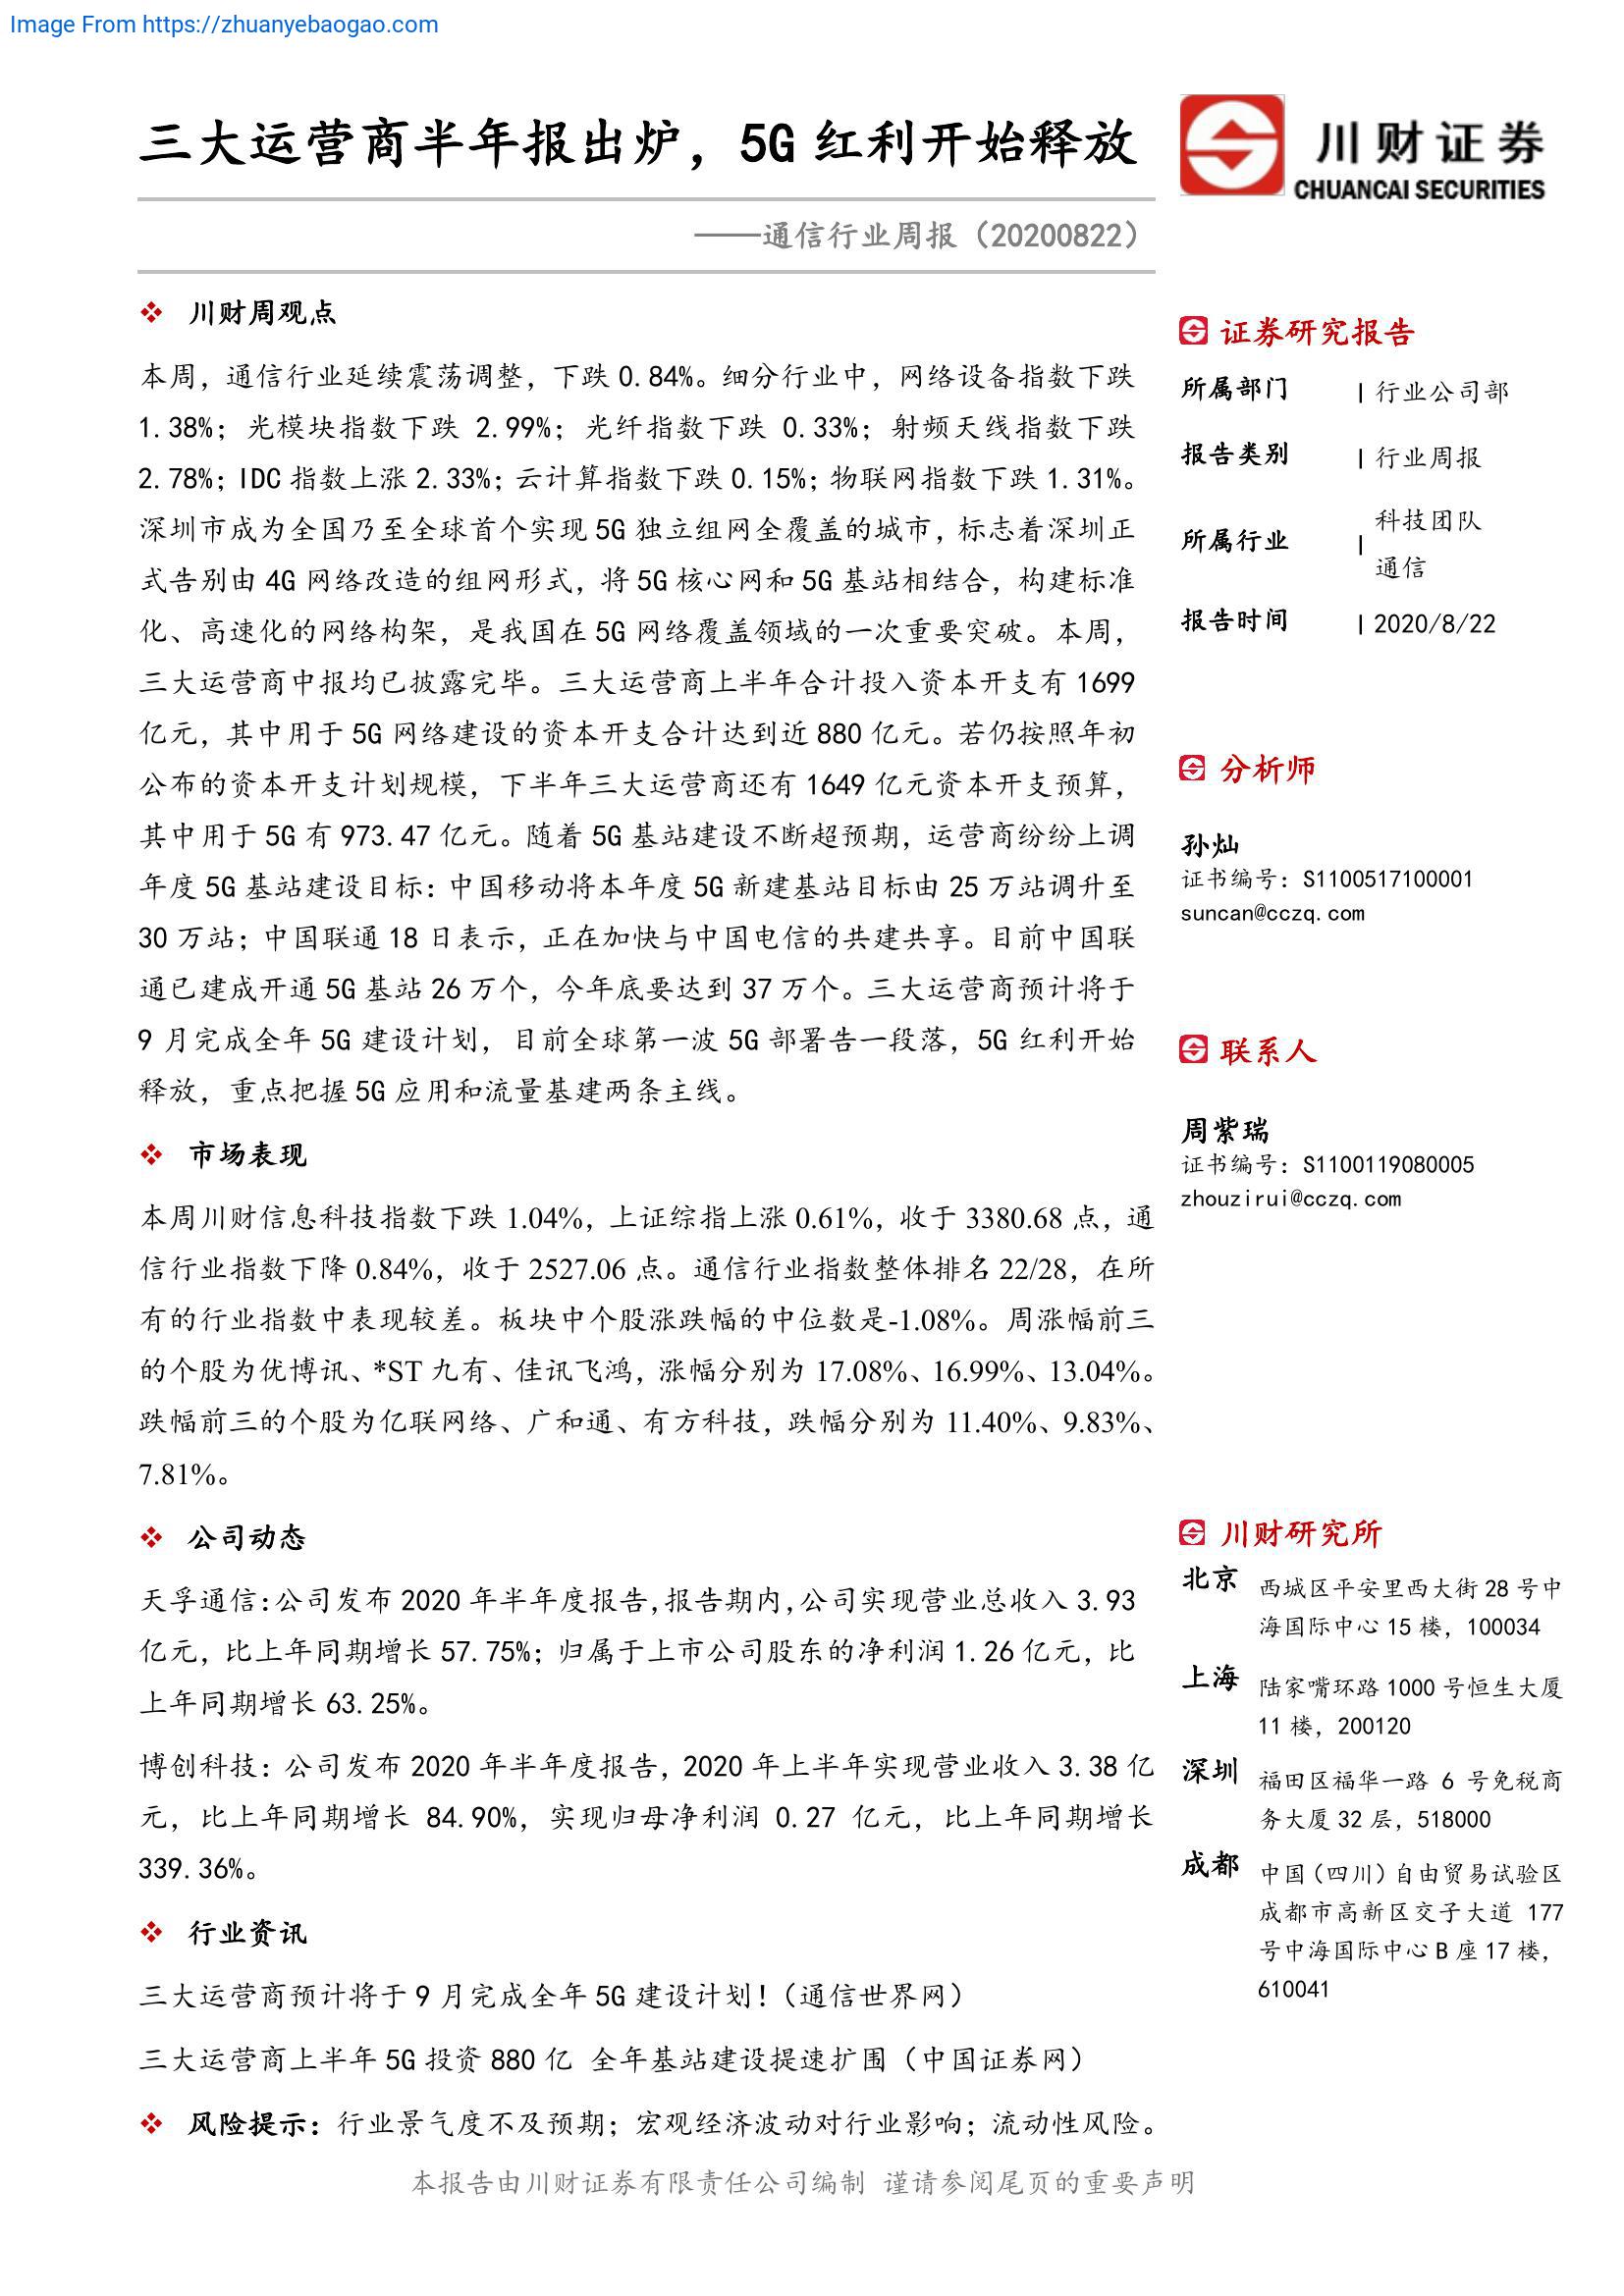 Image From https://zhuanyebaogao.com
三大运营商半年报出炉，5G 红利开始释放
——通信行业周报（20200822）
川财证券
CHUANCAI SECURITIES
川财周观点
本周，通信行业延续震荡调整，下跌 0.84%。细分行业中，网络设备指数下跌
1.38%；光模块指数下跌 2.99%；光纤指数下跌 0.33%；射频天线指数下跌
2.78%；IDC 指数上涨 2.33%；云计算指数下跌 0.15%；物联网指数下跌 1.31%。
深圳市成为全国乃至全球首个实现 5G 独立组网全覆盖的城市，标志着深圳正
式告别由 4G 网络改造的组网形式，将 5G 核心网和 5G 基站相结合，构建标准
化、高速化的网络构架，是我国在 5G 网络覆盖领域的一次重要突破。本周，
三大运营商中报均已披露完毕。三大运营商上半年合计投入资本开支有 1699
亿元，其中用于 5G 网络建设的资本开支合计达到近 880 亿元。若仍按照年初
公布的资本开支计划规模，下半年三大运营商还有 1649 亿元资本开支预算，
其中用于 5G 有 973.47 亿元。随着 5G 基站建设不断超预期，运营商纷纷上调
年度 5G 基站建设目标：中国移动将本年度 5G 新建基站目标由 25 万站调升至
30 万站；中国联通 18 日表示，正在加快与中国电信的共建共享。目前中国联
通已建成开通 5G 基站 26 万个，今年底要达到 37 万个。三大运营商预计将于
9 月完成全年 5G 建设计划，目前全球第一波 5G 部署告一段落，5G 红利开始
释放，重点把握 5G 应用和流量基建两条主线。
市场表现
本周川财信息科技指数下跌 1.04%，上证综指上涨 0.61%，收于 3380.68 点，通
信行业指数下降 0.84%，收于 2527.06 点。通信行业指数整体排名 22/28，在所
有的行业指数中表现较差。板块中个股涨跌幅的中位数是-1.08%。周涨幅前三
的个股为优博讯、*ST 九有、佳讯飞鸿，涨幅分别为 17.08%、16.99%、13.04%。
跌幅前三的个股为亿联网络、广和通、有方科技，跌幅分别为 11.40%、9.83%、
7.81%。
公司动态
天孚通信：公司发布 2020 年半年度报告，报告期内，公司实现营业总收入 3.93
亿元，比上年同期增长 57.75%；归属于上市公司股东的净利润 1.26 亿元，比
上年同期增长 63.25%。
博创科技：公司发布 2020 年半年度报告，2020 年上半年实现营业收入 3.38 亿
元，比上年同期增长 84.90%，实现归母净利润 0.27 亿元，比上年同期增长
339.36%。
行业资讯
三大运营商预计将于 9 月完成全年 5G 建设计划！（通信世界网）
三大运营商上半年 5G 投资 880 亿 全年基站建设提速扩围（中国证券网）
风险提示：行业景气度不及预期；宏观经济波动对行业影响；流动性风险。
证券研究报告
所属部门 | 行业公司部
报告类别 | 行业周报
所属行业 | 科技团队
通信
报告时间 | 2020/8/22
分析师
孙灿
证书编号：S1100517100001
suncan@cczq.com
联系人
周紫瑞
证书编号：S1100119080005
zhouzirui@cczq.com
川财研究所
北京 西城区平安里西大街 28 号中
海国际中心 15 楼，100034
上海 陆家嘴环路 1000 号恒生大厦
11 楼，200120
深圳 福田区福华一路 6 号免税商
务大厦 32 层，518000
成都 中国（四川）自由贸易试验区
成都市高新区交子大道 177
号中海国际中心 B 座 17 楼，
610041
本报告由川财证券有限责任公司编制 谨请参阅尾页的重要声明